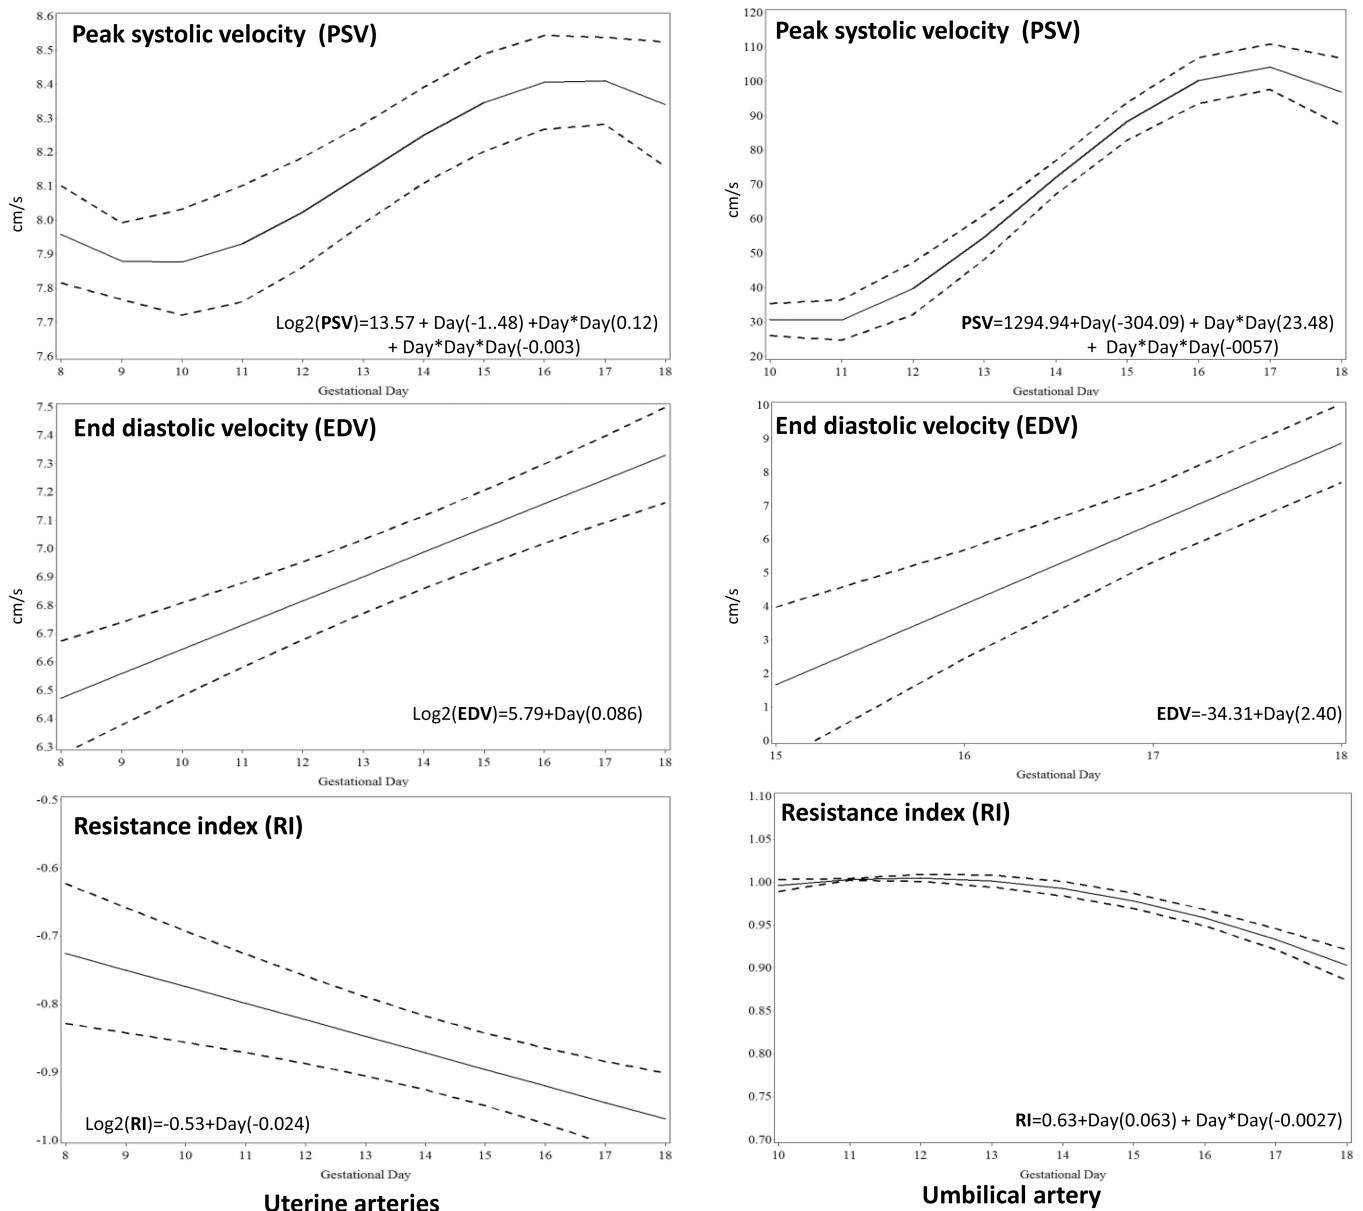 Peak systolic velocity (PSV)
8.6
8.5
8.4
8.3
8.2
8.1
8.0
7.9
7.8
7.7
7.6
cm/s
Log2(PSV)=13.57 + Day(-1..48) +Day*Day(0.12)
+ Day*Day*Day(-0.003)
8 9 10 11 12 13 14 15 16 17 18
Gestational Day
Peak systolic velocity (PSV)
120
110
100
90
80
70
60
50
40
30
20
cm/s
PSV=1294.94+Day(-304.09) + Day*Day(23.48)
+ Day*Day*Day(-0057)
10 11 12 13 14 15 16 17 18
Gestational Day
End diastolic velocity (EDV)
7.5
7.4
7.3
7.2
7.1
7.0
6.9
6.8
6.7
6.6
6.5
6.4
6.3
cm/s
Log2(EDV)=5.79+Day(0.086)
8 9 10 11 12 13 14 15 16 17 18
Gestational Day
End diastolic velocity (EDV)
10
9
8
7
6
5
4
3
2
1
0
cm/s
EDV=-34.31+Day(2.40)
15 16 17 18
Gestational Day
Resistance index (RI)
-0.5
-0.6
-0.7
-0.8
-0.9
-1.0
Log2(RI)=-0.53+Day(-0.024)
8 9 10 11 12 13 14 15 16 17 18
Gestational Day
Uterine arteries
Resistance index (RI)
1.10
1.05
1.00
0.95
0.90
0.85
0.80
0.75
0.70
RI=0.63+Day(0.063) + Day*Day(-0.0027)
10 11 12 13 14 15 16 17 18
Gestational Day
Umbilical artery